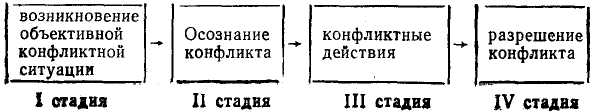 возникновение
объективной
конфликтной
ситуации
I стадия
Осознание
конфликта
II стадия
конфликтные
действия
III стадия
разрешение
конфликта
IV стадия